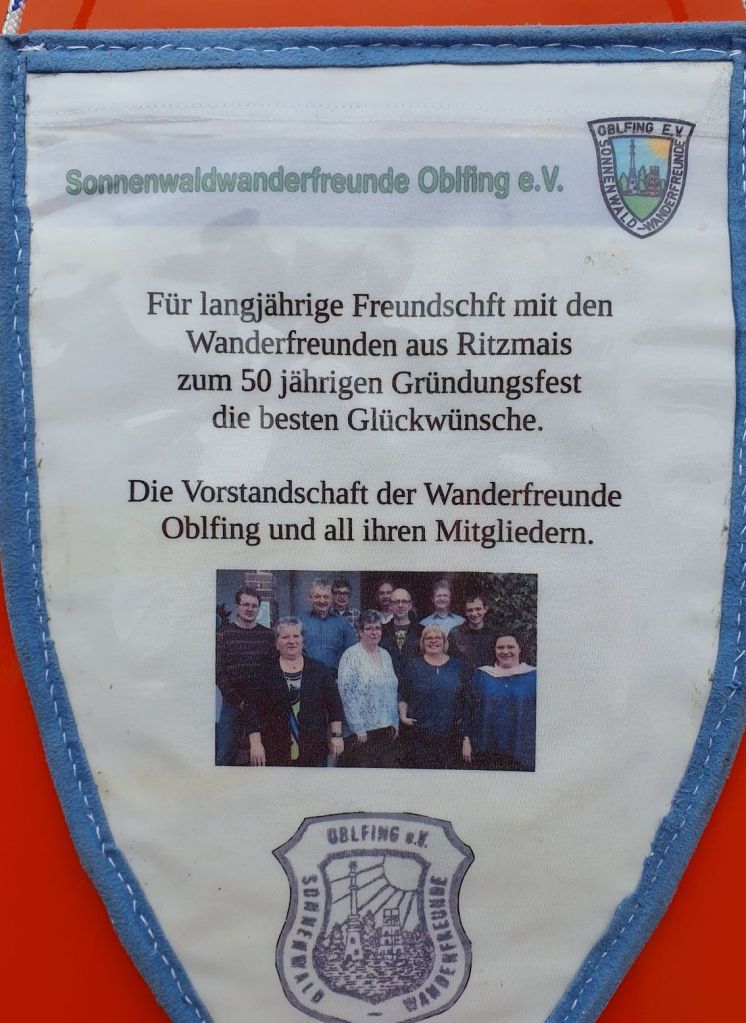 Sonnenwaldwanderfreunde Oblfing e.V.
OBLFING E.V.
SONNENWALD-WANDERFREUNDE
Für langjährige Freundschft mit den
Wanderfreunden aus Ritzmais
zum 50 jährigen Gründungsfest
die besten Glückwünsche.
Die Vorstandschaft der Wanderfreunde
Oblfing und all ihren Mitgliedern.
OBLFING e.V.
SONNENWALD - WANDERFREUNDE